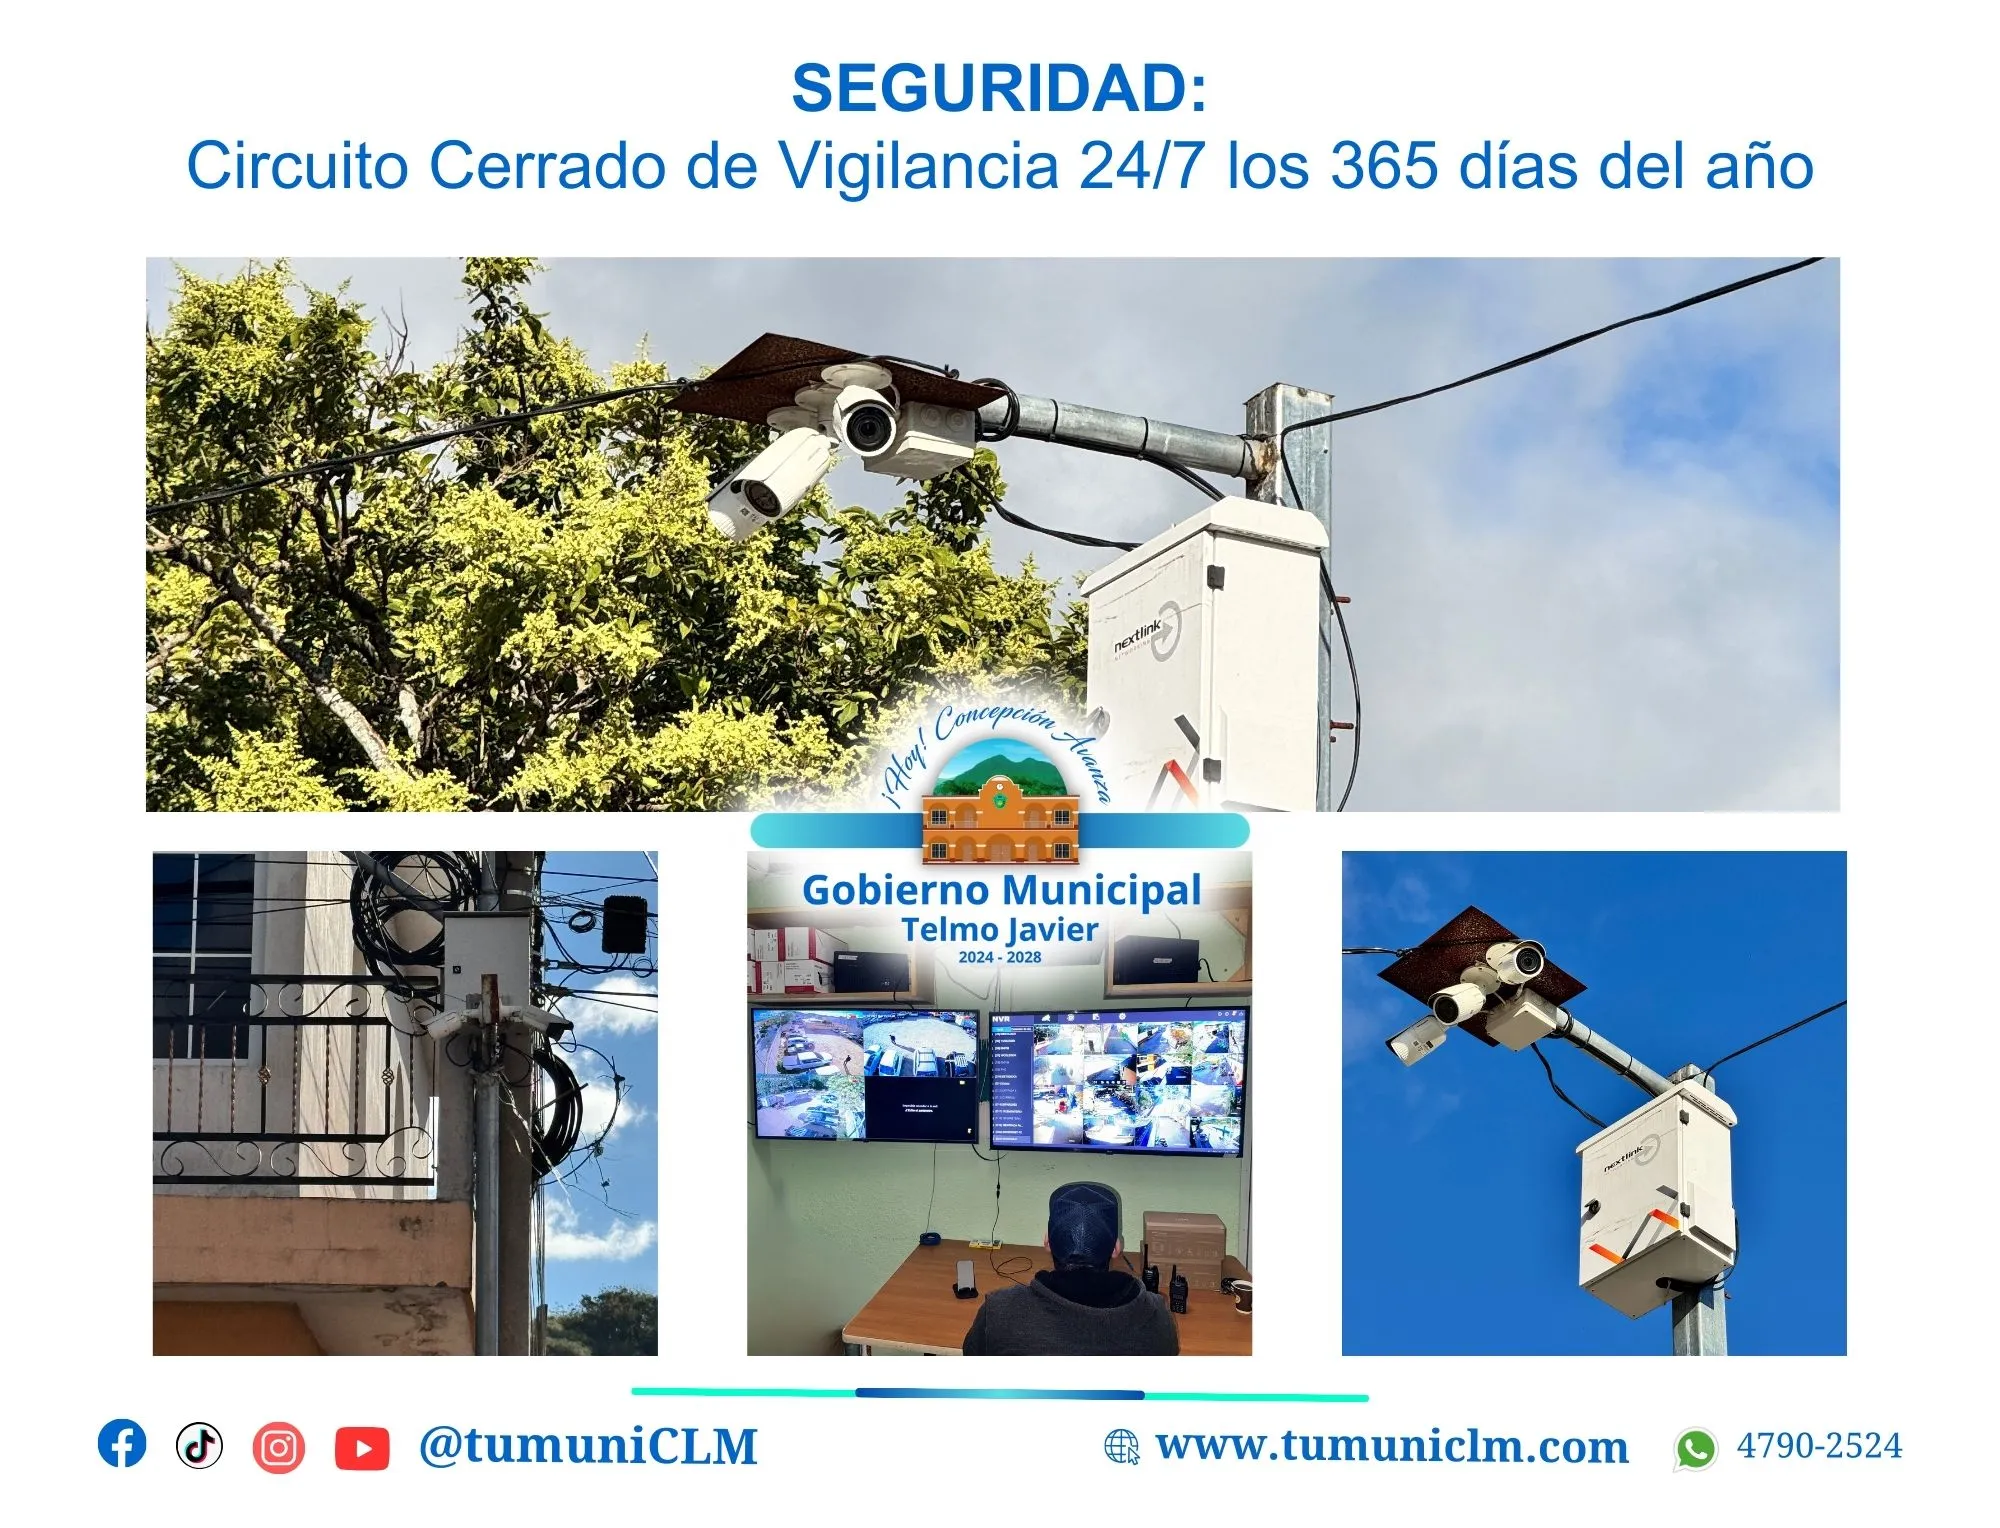 SEGURIDAD:
Circuito Cerrado de Vigilancia 24/7 los 365 días del año
nextlink
NETWORKING
¡Hoy! Concepción Avanza
Gobierno Municipal
Telmo Javier
2024 - 2028
NVR
nextlink
@tumuniCLM
www.tumuniclm.com
4790-2524